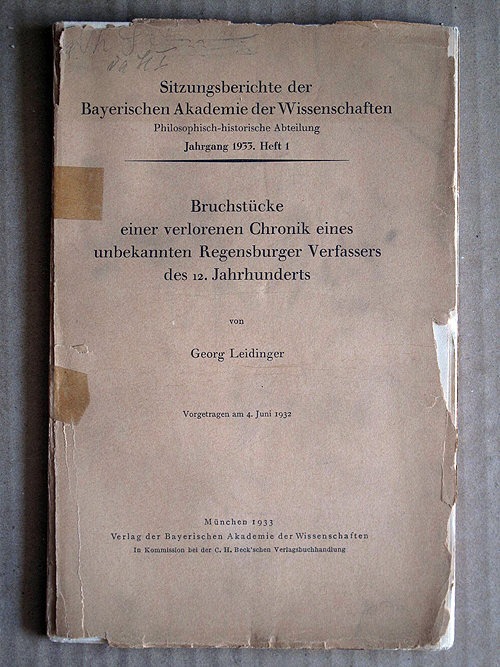 Sitzungsberichte der
Bayerischen Akademie der Wissenschaften
Philosophisch-historische Abteilung
Jahrgang 1933. Heft 1
Bruchstücke
einer verlorenen Chronik eines
unbekannten Regensburger Verfassers
des 12. Jahrhunderts
von
Georg Leidinger
Vorgetragen am 4. Juni 1932
München 1933
Verlag der Bayerischen Akademie der Wissenschaften
In Kommission bei der C. H. Beck'schen Verlagsbuchhandlung